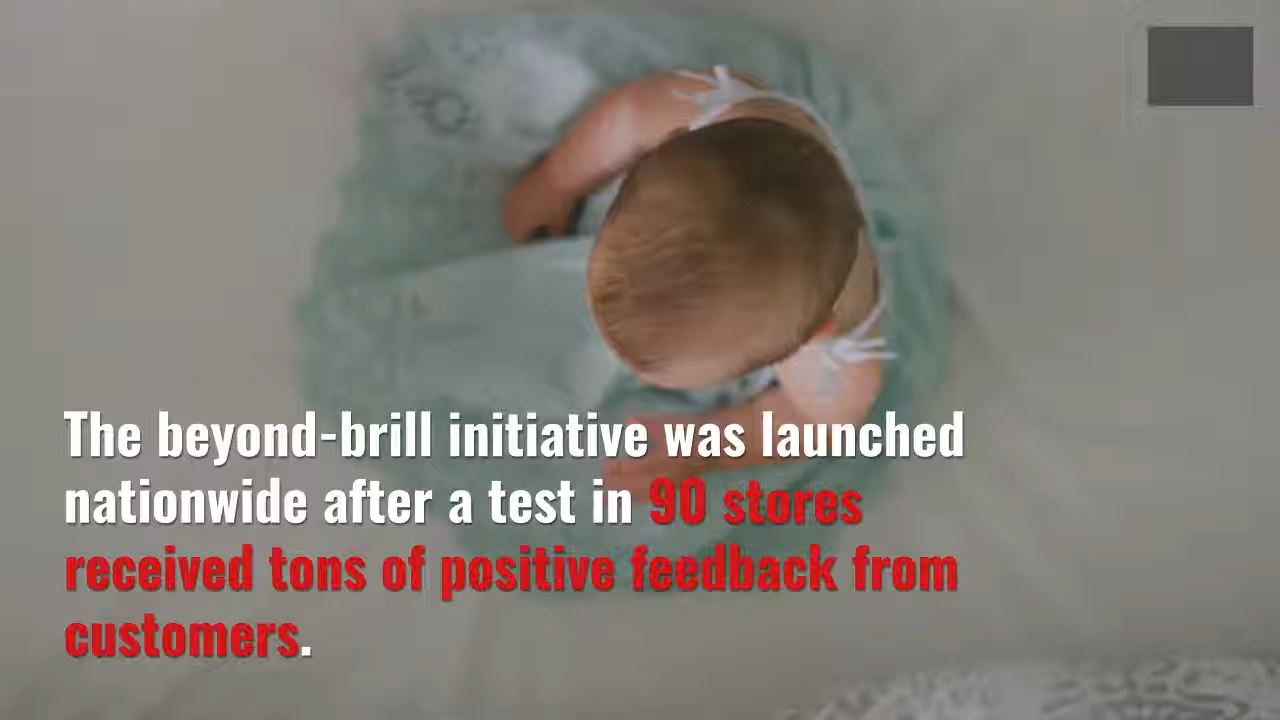 The beyond-brill initiative was launched
nationwide after a test in 90 stores
received tons of positive feedback from
customers.